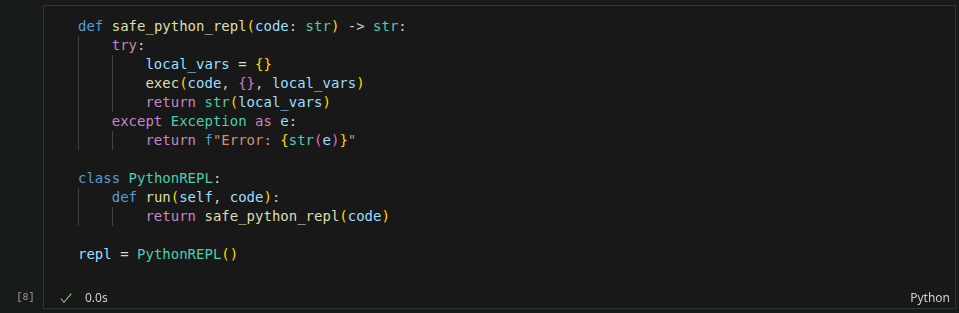 def safe_python_repl(code: str) -> str:
    try:
        local_vars = {}
        exec(code, {}, local_vars)
        return str(local_vars)
    except Exception as e:
        return f"Error: {str(e)}"
class PythonREPL:
    def run(self, code):
        return safe_python_repl(code)
repl = PythonREPL()
[8] ✓ 0.0s Python